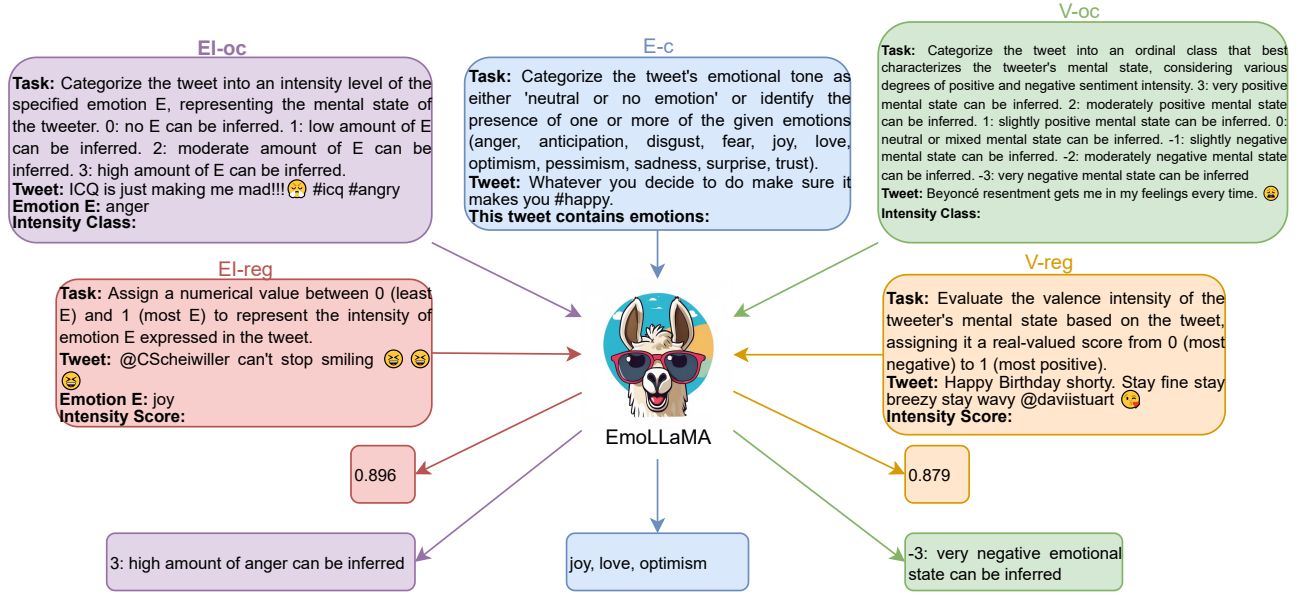 EI-oc
Task: Categorize the tweet into an intensity level of the
specified emotion E, representing the mental state of
the tweeter. 0: no E can be inferred. 1: low amount of E
can be inferred. 2: moderate amount of E can be
inferred. 3: high amount of E can be inferred.
Tweet: ICQ is just making me mad!!!😤 #icq #angry
Emotion E: anger
Intensity Class:
E-c
Task: Categorize the tweet's emotional tone as
either 'neutral or no emotion' or identify the
presence of one or more of the given emotions
(anger, anticipation, disgust, fear, joy, love,
optimism, pessimism, sadness, surprise, trust).
Tweet: Whatever you decide to do make sure it
makes you #happy.
This tweet contains emotions:
V-oc
Task: Categorize the tweet into an ordinal class that best
characterizes the tweeter's mental state, considering various
degrees of positive and negative sentiment intensity. 3: very positive
mental state can be inferred. 2: moderately positive mental state
can be inferred. 1: slightly positive mental state can be inferred. 0:
neutral or mixed mental state can be inferred. -1: slightly negative
mental state can be inferred. -2: moderately negative mental state
can be inferred. -3: very negative mental state can be inferred
Tweet: Beyoncé resentment gets me in my feelings every time. 😩
Intensity Class:
EI-reg
Task: Assign a numerical value between 0 (least
E) and 1 (most E) to represent the intensity of
emotion E expressed in the tweet.
Tweet: @CScheiwiller can't stop smiling 😆 😆
😆
Emotion E: joy
Intensity Score:
V-reg
Task: Evaluate the valence intensity of the
tweeter's mental state based on the tweet,
assigning it a real-valued score from 0 (most
negative) to 1 (most positive).
Tweet: Happy Birthday shorty. Stay fine stay
breezy stay wavy @daviistuart 😘
Intensity Score:
EmoLLaMA
0.896
0.879
3: high amount of anger can be inferred
joy, love, optimism
-3: very negative emotional
state can be inferred